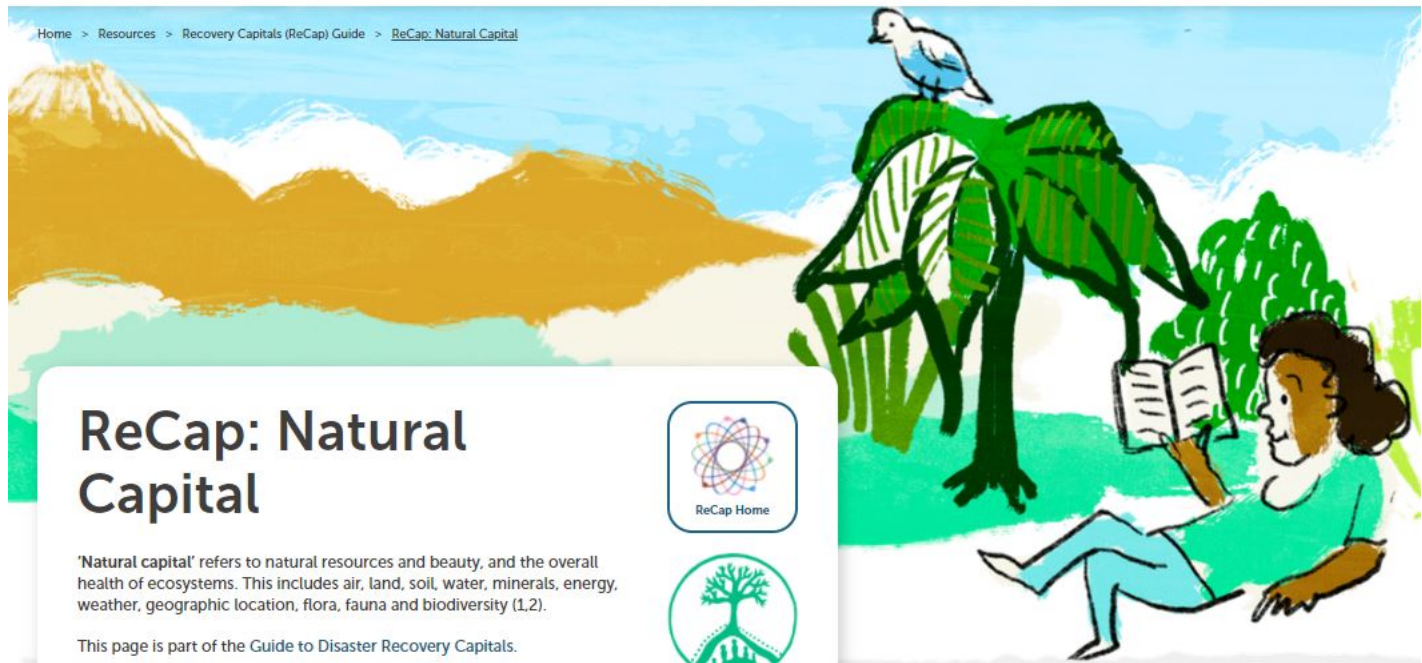 Home > Resources > Recovery Capitals (ReCap) Guide > ReCap: Natural Capital
ReCap: Natural
Capital
ReCap Home
'Natural capital' refers to natural resources and beauty, and the overall
health of ecosystems. This includes air, land, soil, water, minerals, energy,
weather, geographic location, flora, fauna and biodiversity (1,2).
This page is part of the Guide to Disaster Recovery Capitals.